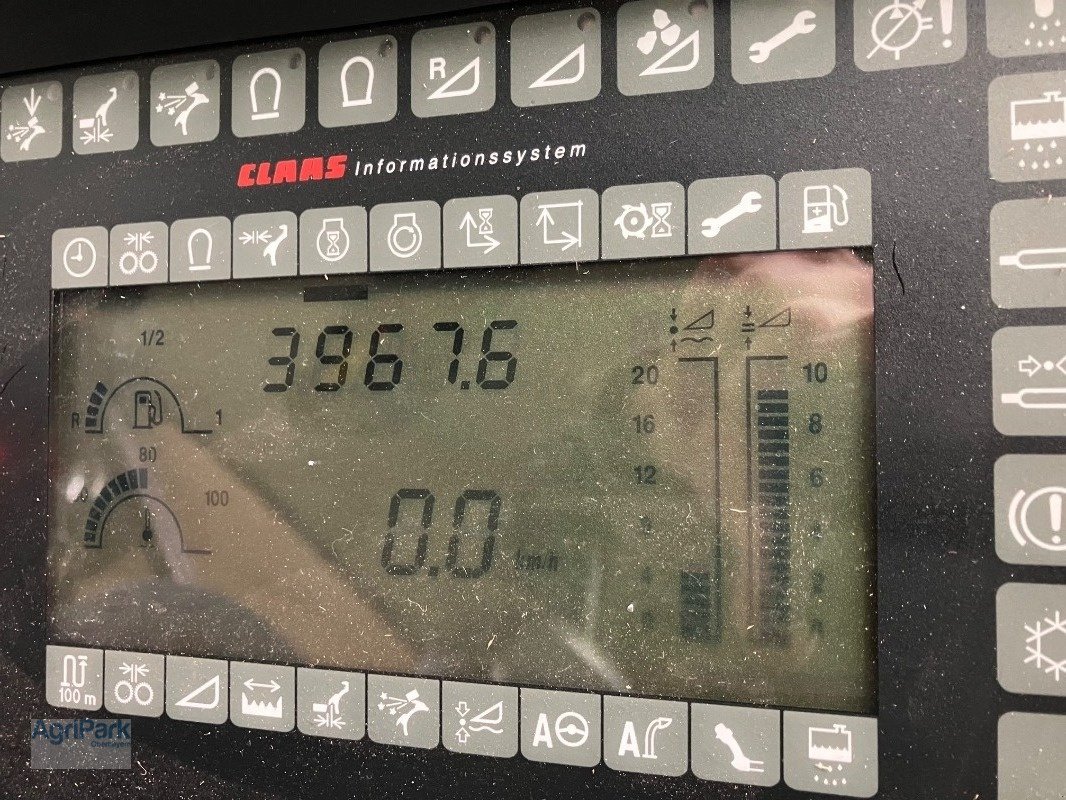 R
CLAAS Informationssystem
1/2
3967.6
R 1
80
100
20 10
16 8
12 6
0.0 km/h
4
100 m
A A
AgriPark
Oberbayern